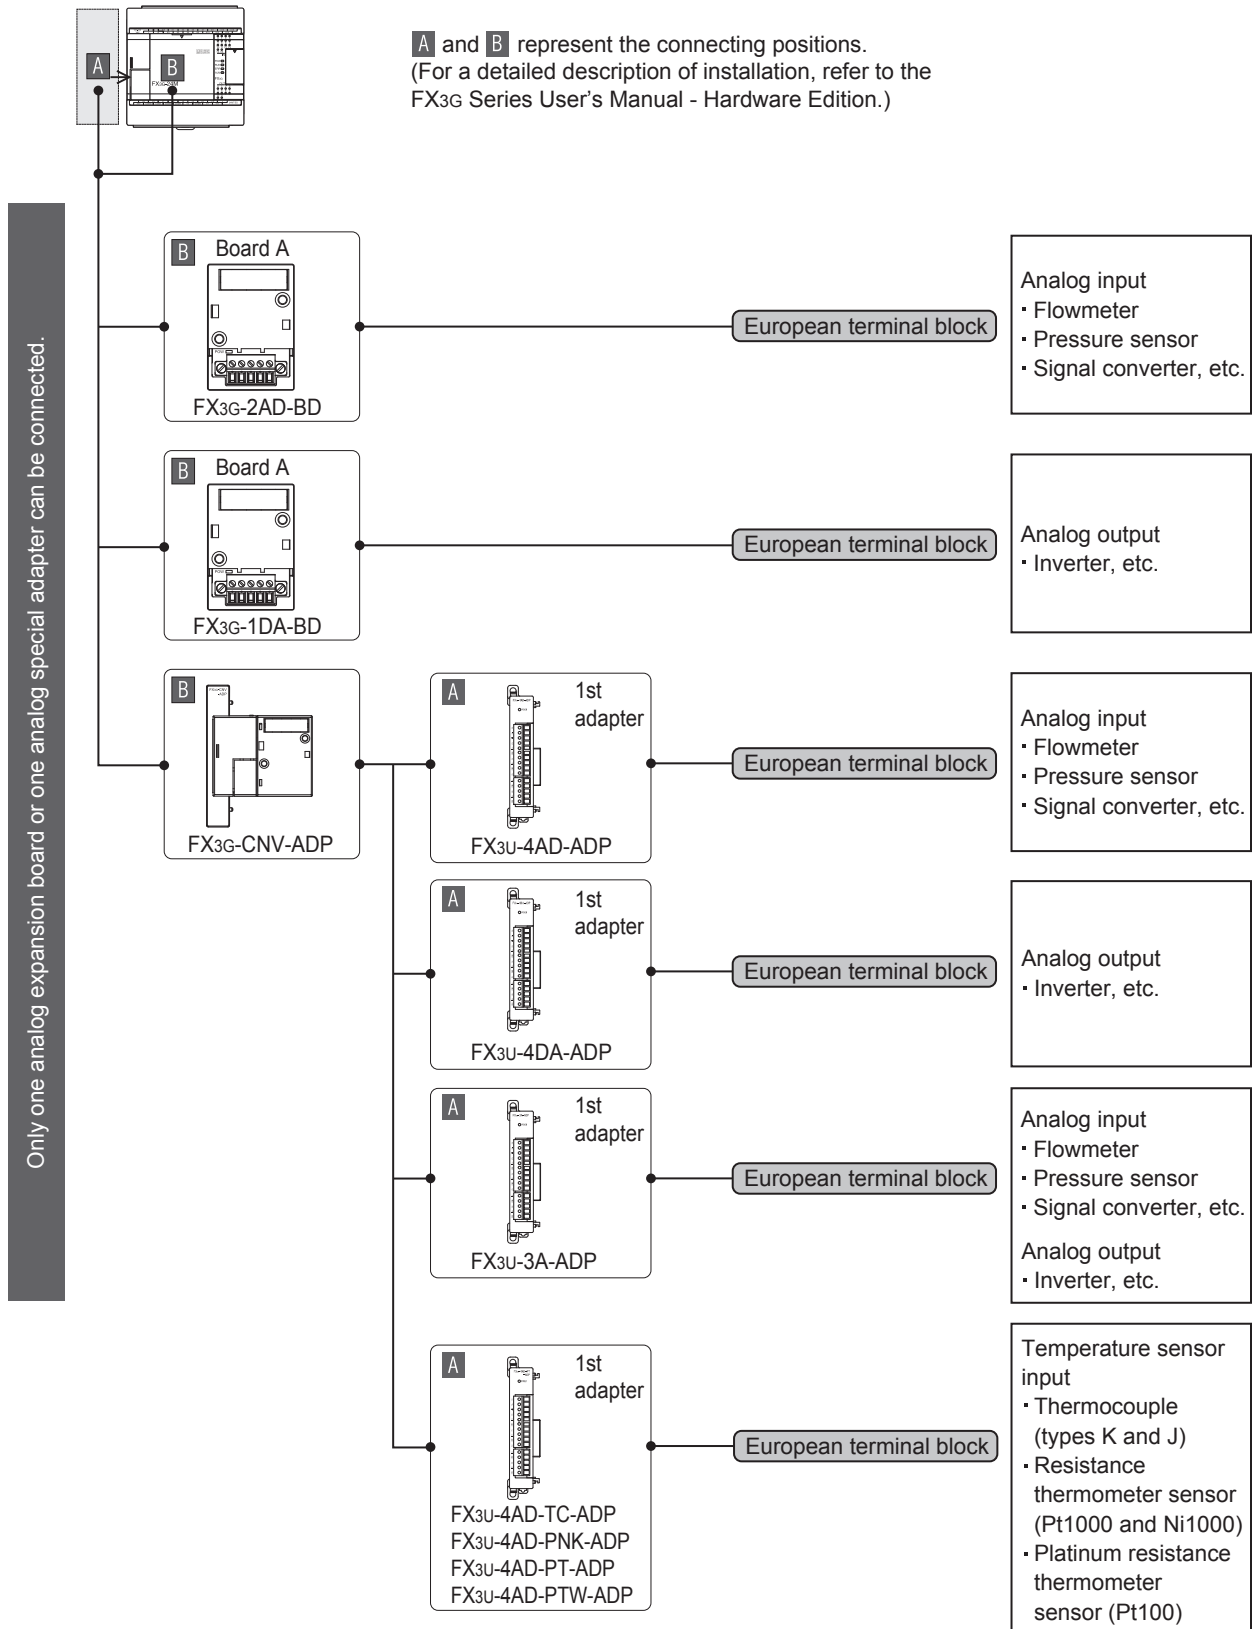 A
B
FX3G-24M
A and B represent the connecting positions.
(For a detailed description of installation, refer to the
FX3G Series User's Manual - Hardware Edition.)
Only one analog expansion board or one analog special adapter can be connected.
B Board A
FX3G-2AD-BD
European terminal block
Analog input
· Flowmeter
· Pressure sensor
· Signal converter, etc.
B Board A
FX3G-1DA-BD
European terminal block
Analog output
· Inverter, etc.
B
FX3G-CNV-ADP
A 1st
adapter
FX3U-4AD-ADP
European terminal block
Analog input
· Flowmeter
· Pressure sensor
· Signal converter, etc.
A 1st
adapter
FX3U-4DA-ADP
European terminal block
Analog output
· Inverter, etc.
A 1st
adapter
FX3U-3A-ADP
European terminal block
Analog input
· Flowmeter
· Pressure sensor
· Signal converter, etc.
Analog output
· Inverter, etc.
A 1st
adapter
FX3U-4AD-TC-ADP
FX3U-4AD-PNK-ADP
FX3U-4AD-PT-ADP
FX3U-4AD-PTW-ADP
European terminal block
Temperature sensor
input
· Thermocouple
(types K and J)
· Resistance
thermometer sensor
(Pt1000 and Ni1000)
· Platinum resistance
thermometer
sensor (Pt100)